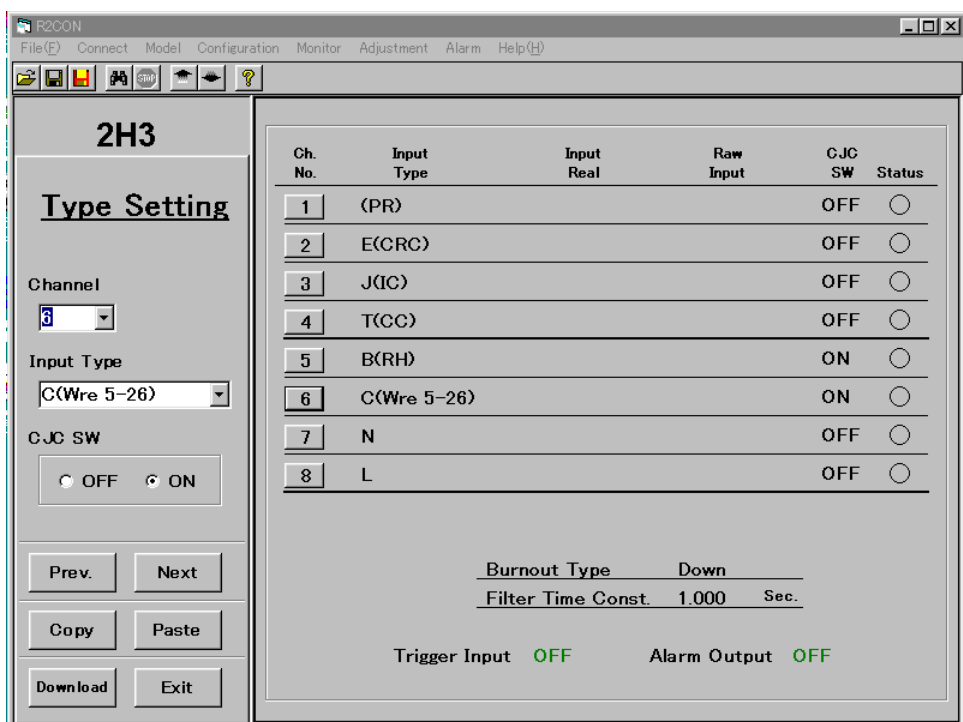 R2CON
File(F) Connect Model Configuration Monitor Adjustment Alarm Help(H)
STOP
2H3
Type Setting
Channel
6
Input Type
C(Wre 5-26)
CJC SW
OFF ON
Prev. Next
Copy Paste
Download Exit
Ch. No. Input Type Input Real Raw Input CJC SW Status
1 (PR) OFF
2 E(CRC) OFF
3 J(IC) OFF
4 T(CC) OFF
5 B(RH) ON
6 C(Wre 5-26) ON
7 N OFF
8 L OFF
Burnout Type Down
Filter Time Const. 1.000 Sec.
Trigger Input OFF Alarm Output OFF